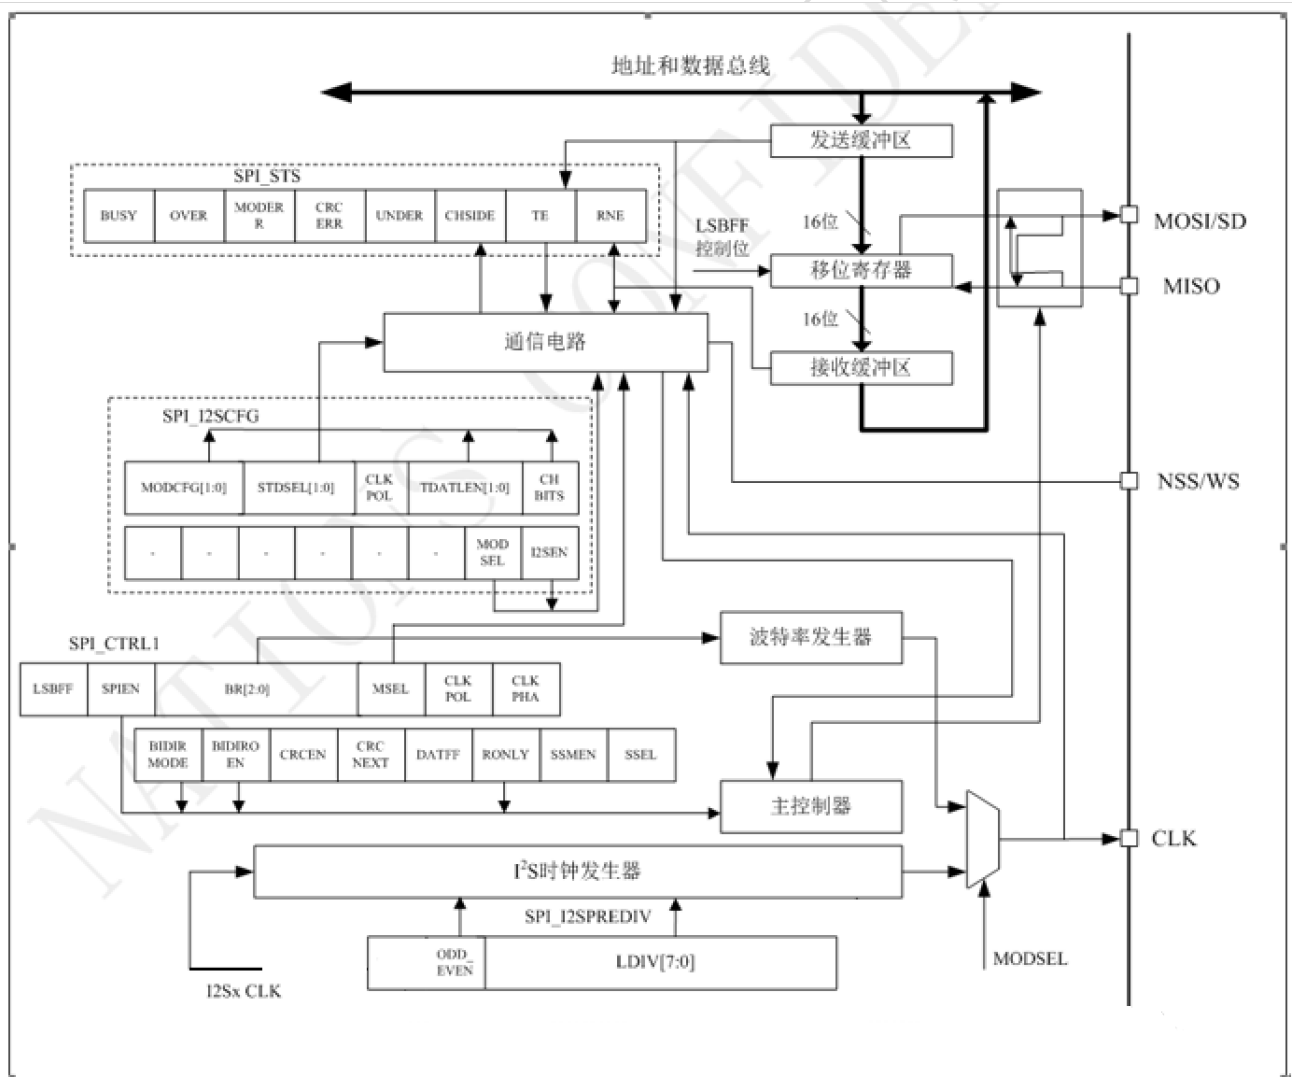 地址和数据总线
发送缓冲区
SPI_STS
BUSY
OVER
MODER
R
CRC
ERR
UNDER
CHSIDE
TE
RNE
LSBFF
控制位
16位
MOSI/SD
移位寄存器
MISO
16位
通信电路
接收缓冲区
SPI_I2SCFG
MODCFG[1:0]
STDSEL[1:0]
CLK
POL
TDATLEN[1:0]
CH
BITS
NSS/WS
-
-
-
-
-
-
MOD
SEL
I2SEN
SPI_CTRL1
波特率发生器
LSBFF
SPIEN
BR[2:0]
MSEL
CLK
POL
CLK
PHA
BIDIR
MODE
BIDIRO
EN
CRCEN
CRC
NEXT
DATFF
RONLY
SSMEN
SSEL
主控制器
CLK
I²S时钟发生器
SPI_I2SPREDIV
ODD_
EVEN
LDIV[7:0]
MODSEL
I2Sx CLK
NATIONS CONFIDE